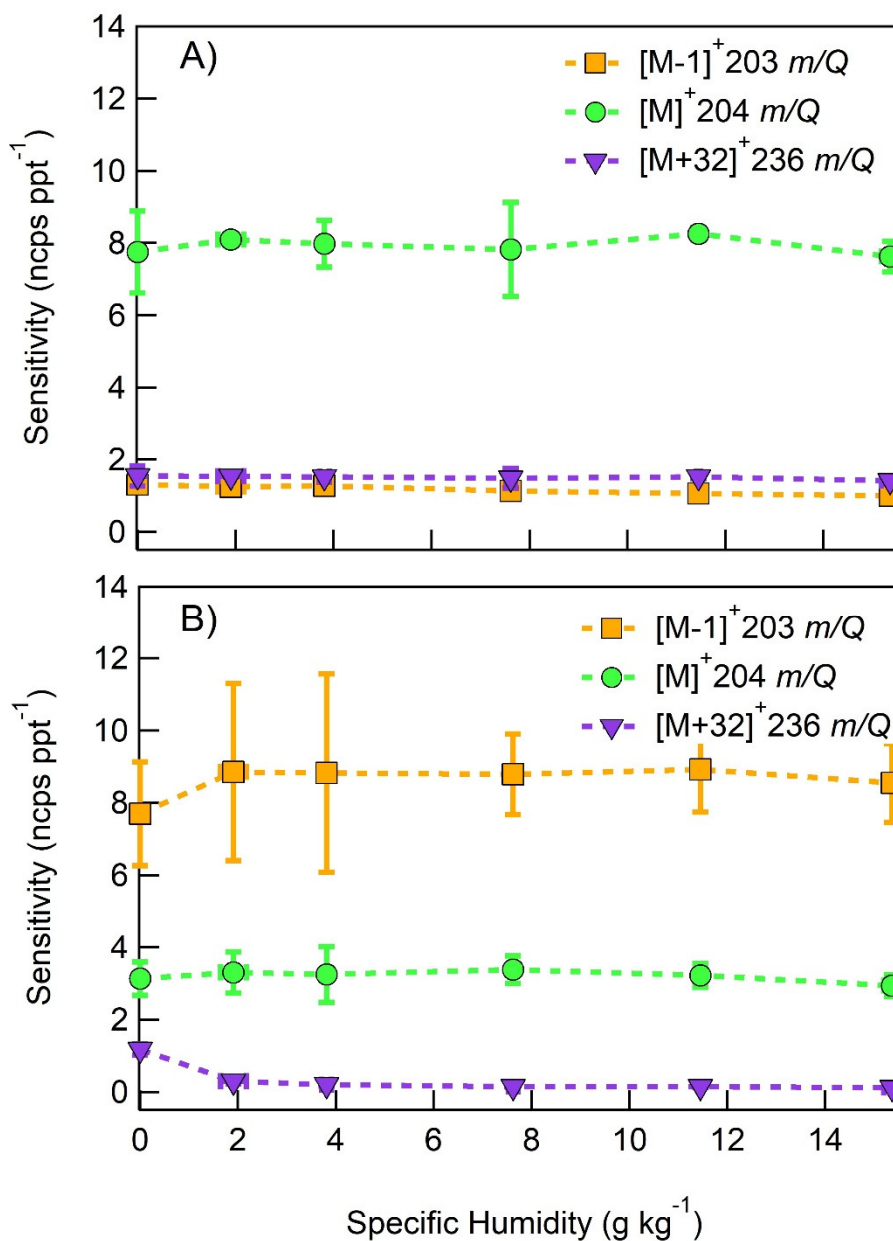 14
12
10
8
6
4
2
0
Sensitivity (ncps ppt⁻¹)
A)
[M-1]⁺ 203 m/Q
[M]⁺ 204 m/Q
[M+32]⁺ 236 m/Q
14
12
10
8
6
4
2
0
Sensitivity (ncps ppt⁻¹)
B)
[M-1]⁺ 203 m/Q
[M]⁺ 204 m/Q
[M+32]⁺ 236 m/Q
0 2 4 6 8 10 12 14
Specific Humidity (g kg⁻¹)